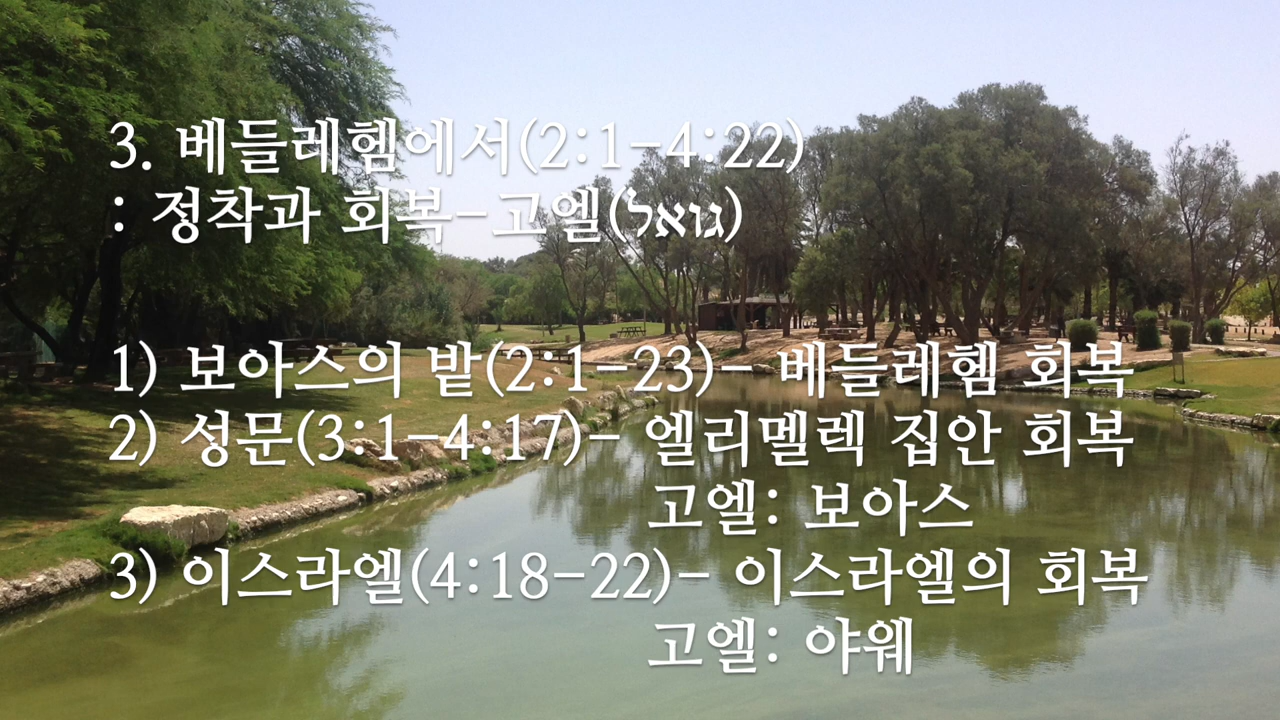 3. 베들레헴에서(2:1-4:22)
: 정착과 회복-고엘(גואל)
1) 보아스의 밭(2:1-23)- 베들레헴 회복
2) 성문(3:1-4:17)- 엘리멜렉 집안 회복
고엘: 보아스
3) 이스라엘(4:18-22)- 이스라엘의 회복
고엘: 야웨